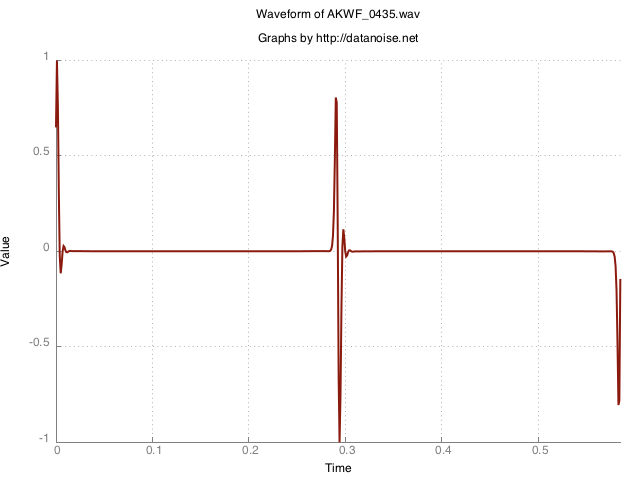 Waveform of AKWF_0435.wav
Graphs by http://datanoise.net
1
0.5
0
-0.5
-1
Value
0 0.1 0.2 0.3 0.4 0.5
Time